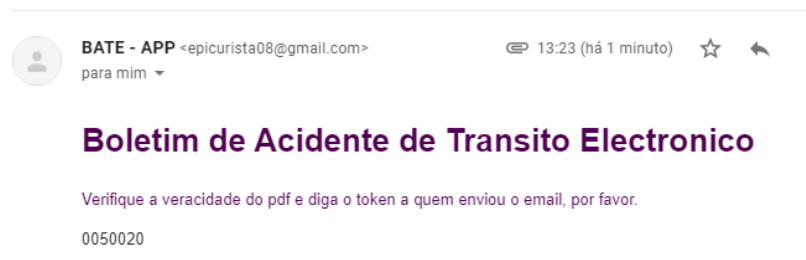 BATE - APP <epicurista08@gmail.com> 13:23 (há 1 minuto)
para mim
Boletim de Acidente de Transito Electronico
Verifique a veracidade do pdf e diga o token a quem enviou o email, por favor.
0050020